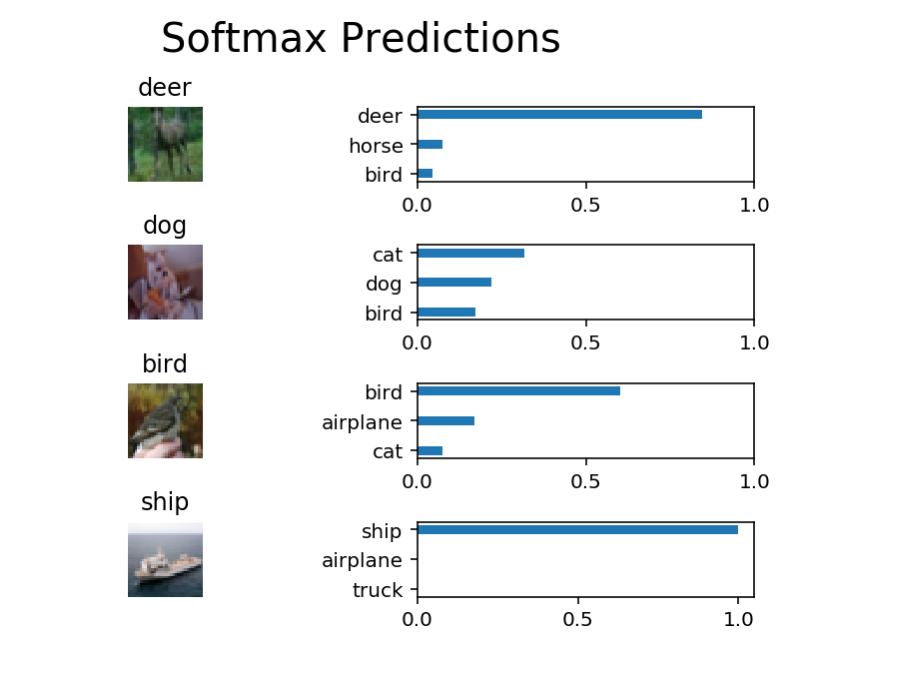 Softmax Predictions
deer
deer
horse
bird
0.0 0.5 1.0
dog
cat
dog
bird
0.0 0.5 1.0
bird
bird
airplane
cat
0.0 0.5 1.0
ship
ship
airplane
truck
0.0 0.5 1.0